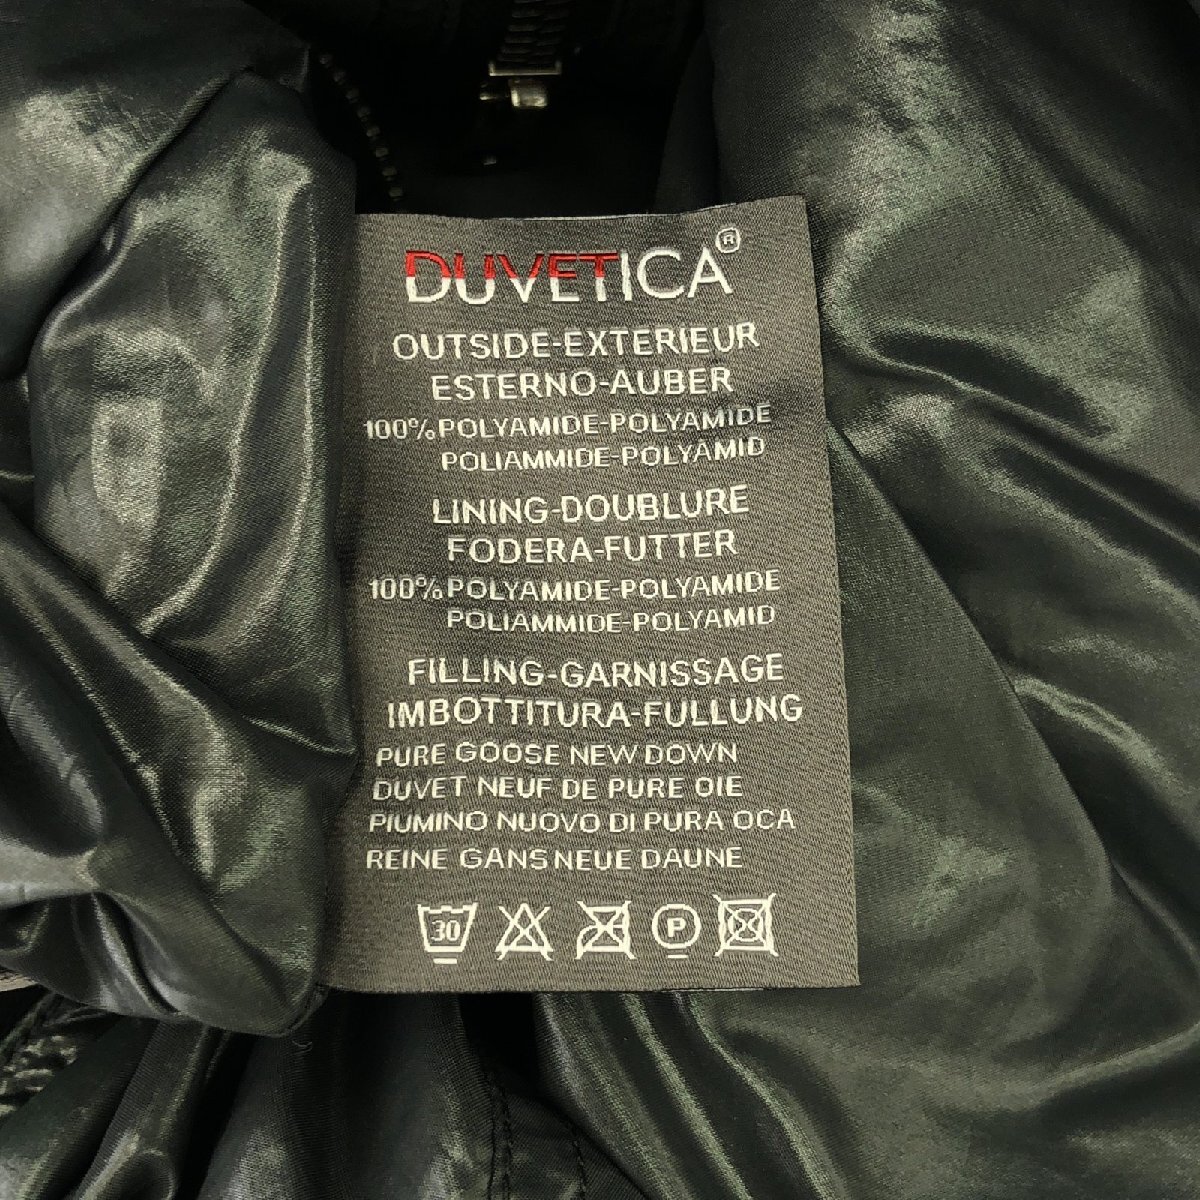 DUVETICA®
OUTSIDE-EXTERIEUR
ESTERNO-AUBER
100%POLYAMIDE-POLYAMIDE
POLIAMMIDE-POLYAMID
LINING-DOUBLURE
FODERA-FUTTER
100%POLYAMIDE-POLYAMIDE
POLIAMMIDE-POLYAMID
FILLING-GARNISSAGE
IMBOTTITURA-FULLUNG
PURE GOOSE NEW DOWN
DUVET NEUF DE PURE OIE
PIUMINO NUOVO DI PURA OCA
REINE GANS NEUE DAUNE
30 P